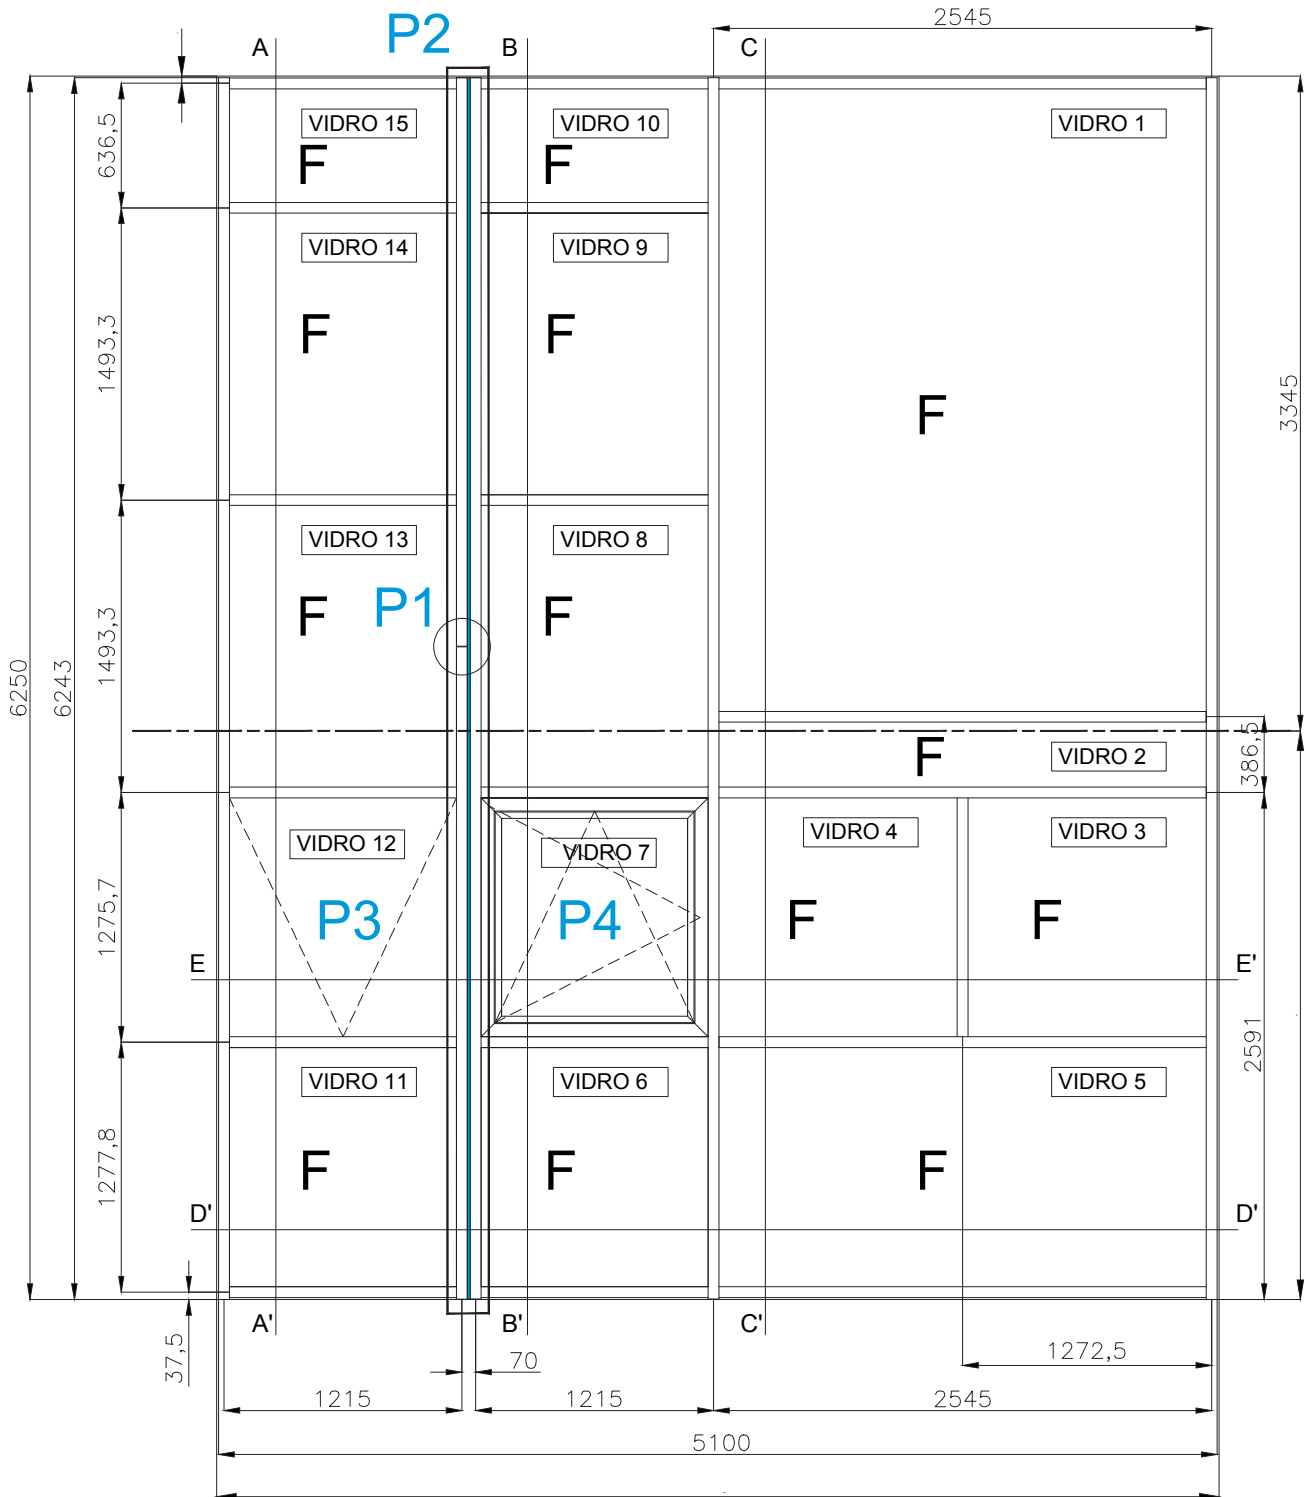 2545
P2
A
B
C
VIDRO 15
VIDRO 10
VIDRO 1
636,5
F
F
VIDRO 14
VIDRO 9
1493,3
F
F
F
3345
VIDRO 13
VIDRO 8
P1
F
F
1493,3
6250
6243
F
VIDRO 2
386,5
VIDRO 12
VIDRO 7
VIDRO 4
VIDRO 3
1275,7
P3
P4
F
F
E
E'
2591
VIDRO 11
VIDRO 6
VIDRO 5
1277,8
F
F
F
D'
D'
A'
B'
C'
37,5
70
1272,5
1215
1215
2545
5100